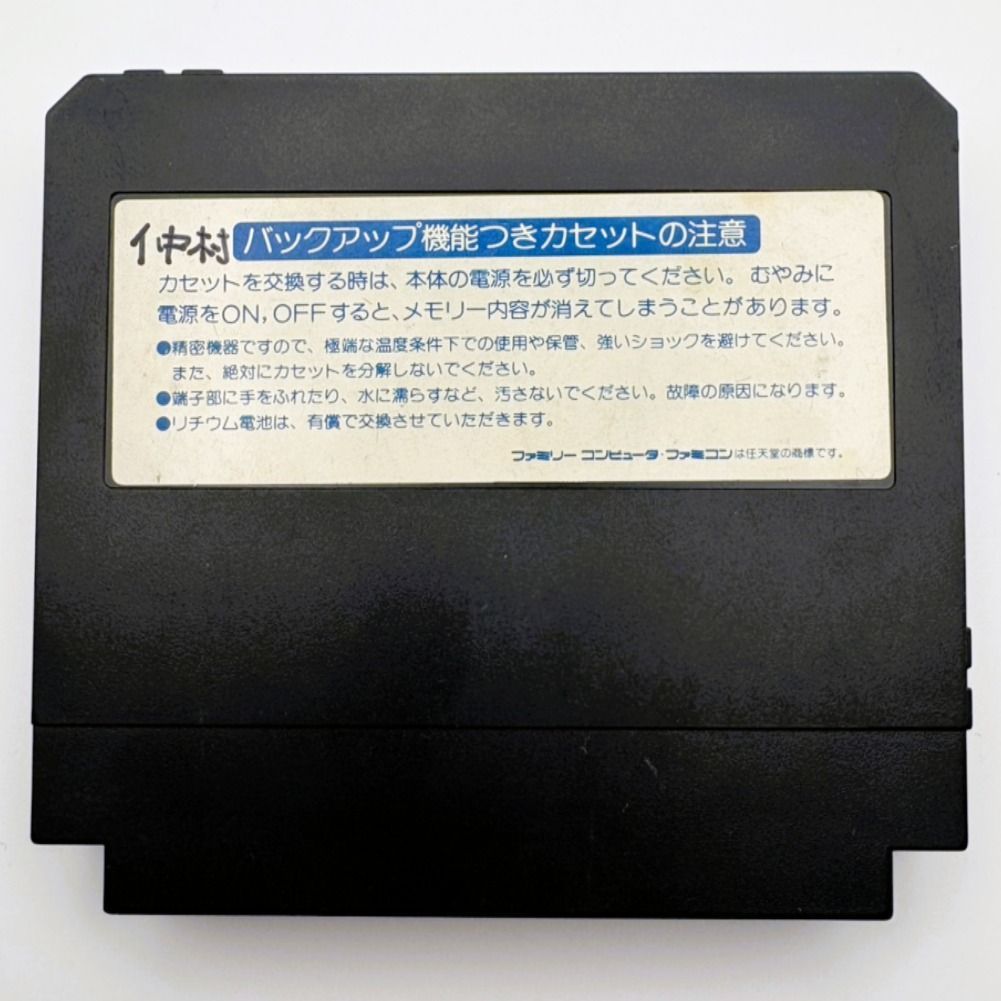 仲村 バックアップ機能つきカセットの注意
カセットを交換する時は、本体の電源を必ず切ってください。むやみに
電源をON,OFFすると、メモリー内容が消えてしまうことがあります。
●精密機器ですので、極端な温度条件下での使用や保管、強いショックを避けてください。
また、絶対にカセットを分解しないでください。
●端子部に手をふれたり、水に濡らすなど、汚さないでください。故障の原因になります。
●リチウム電池は、有償で交換させていただきます。
ファミリー コンピュータ・ファミコンは任天堂の商標です。